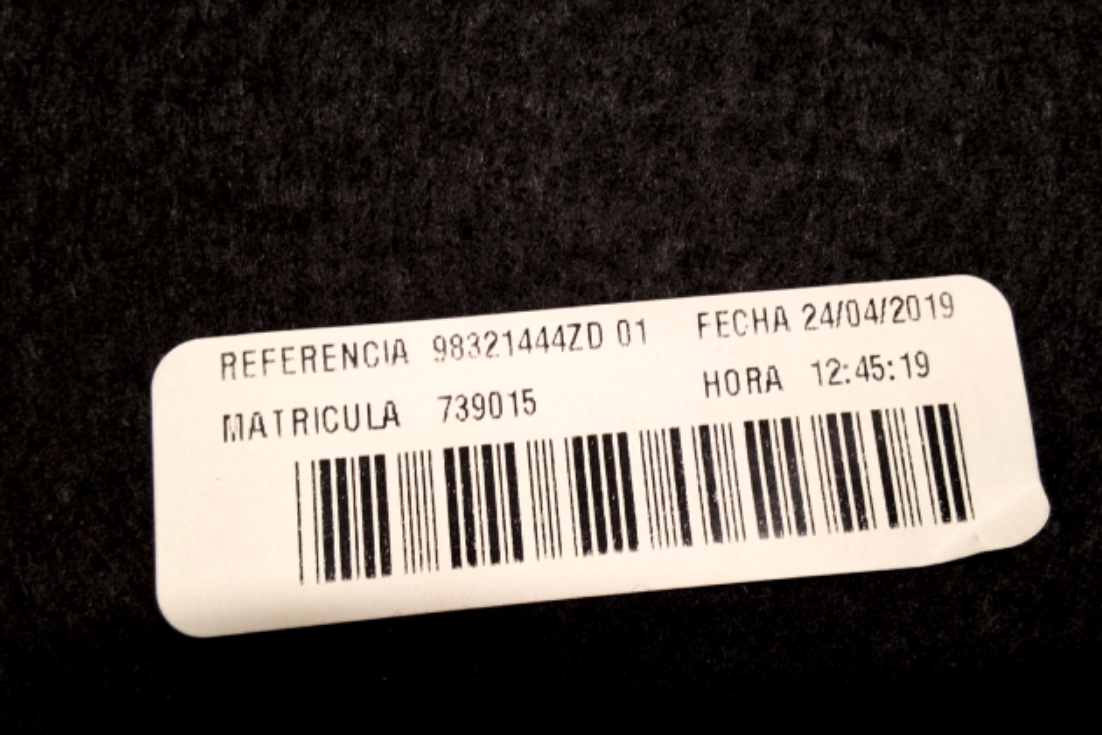 REFERENCIA 98321444ZD 01 FECHA 24/04/2019
MATRICULA 739015 HORA 12:45:19